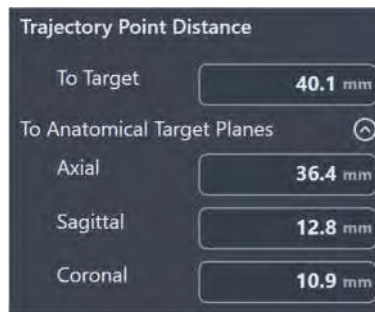 Trajectory Point Distance
To Target 40.1 mm
To Anatomical Target Planes
Axial 36.4 mm
Sagittal 12.8 mm
Coronal 10.9 mm